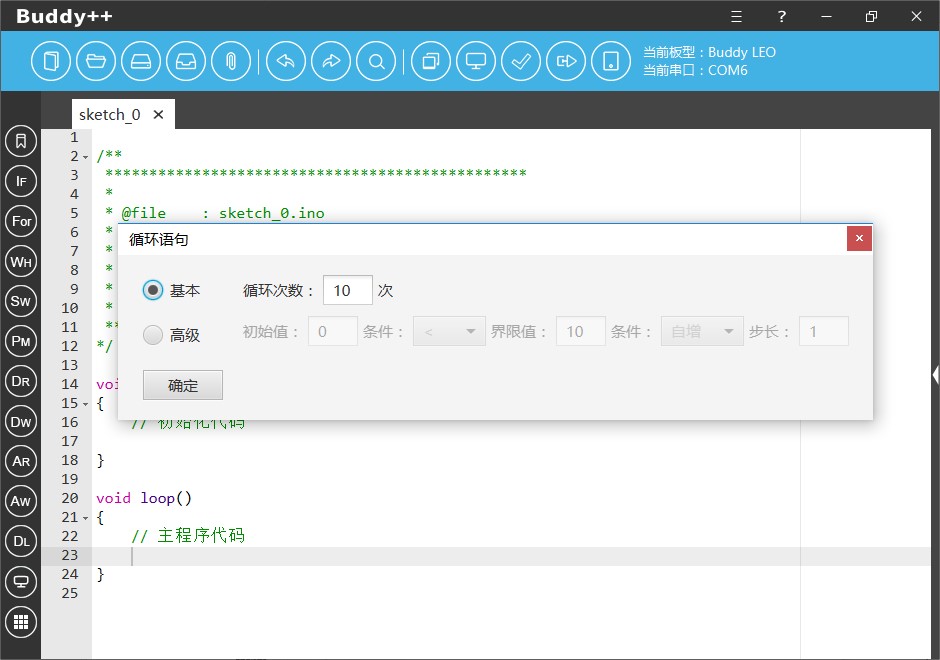 Buddy++
?
当前板型：Buddy LEO
当前串口：COM6
sketch_0 ×
IF
For
WH
SW
PM
DR
DW
AR
AW
DL
1
2 /**
3 ************************************************
4 *
5 * @file : sketch_0.ino
6 *
7 *
8 *
9 *
10 *
11 **
12 */
13
14 voi
15 {
16 // 初始化代码
17
18 }
19
20 void loop()
21 {
22 // 主程序代码
23
24 }
25
循环语句 ×
基本 循环次数： 10 次
高级 初始值： 0 条件： < 界限值： 10 条件： 自增 步长： 1
确定